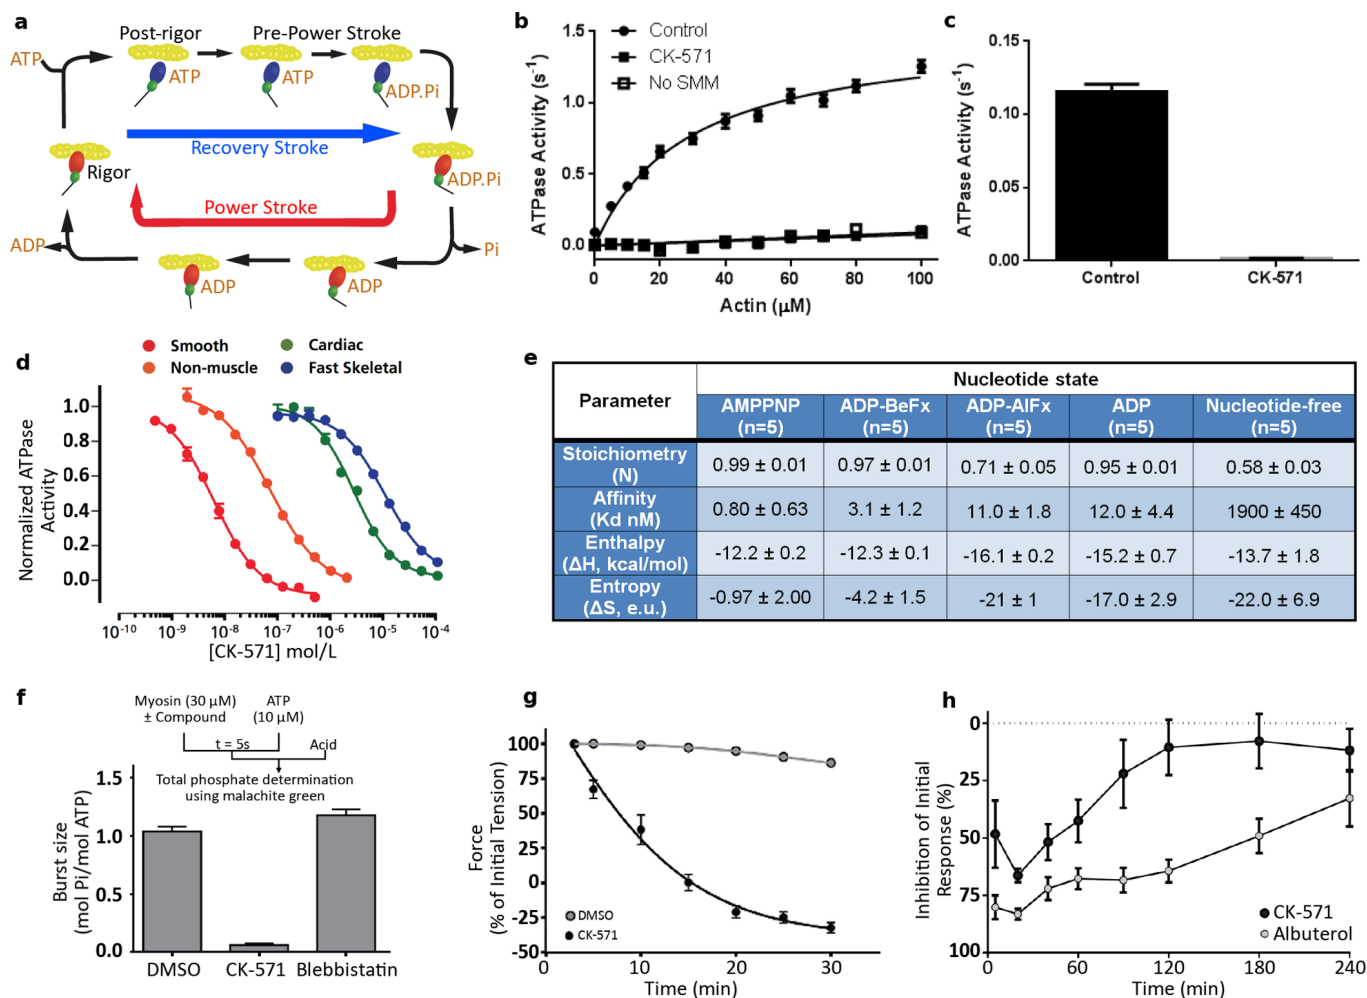 a
Post-rigor
Pre-Power Stroke
ATP
ATP
ATP
ADP.Pi
Recovery Stroke
Rigor
ADP.Pi
Power Stroke
ADP
Pi
ADP
ADP
b
Control
CK-571
No SMM
ATPase Activity (s-1)
1.5
1.0
0.5
0.0
0 20 40 60 80 100
Actin (μM)
c
ATPase Activity (s-1)
0.15
0.10
0.05
0.00
Control CK-571
d
Smooth
Cardiac
Non-muscle
Fast Skeletal
Normalized ATPase
Activity
1.0
0.8
0.6
0.4
0.2
0.0
10-10 10-9 10-8 10-7 10-6 10-5 10-4
[CK-571] mol/L
e
Parameter
Nucleotide state
AMPPNP (n=5)
ADP-BeFx (n=5)
ADP-AlFx (n=5)
ADP (n=5)
Nucleotide-free (n=5)
Stoichiometry (N) 0.99 ± 0.01 0.97 ± 0.01 0.71 ± 0.05 0.95 ± 0.01 0.58 ± 0.03
Affinity (Kd nM) 0.80 ± 0.63 3.1 ± 1.2 11.0 ± 1.8 12.0 ± 4.4 1900 ± 450
Enthalpy (ΔH, kcal/mol) -12.2 ± 0.2 -12.3 ± 0.1 -16.1 ± 0.2 -15.2 ± 0.7 -13.7 ± 1.8
Entropy (ΔS, e.u.) -0.97 ± 2.00 -4.2 ± 1.5 -21 ± 1 -17.0 ± 2.9 -22.0 ± 6.9
f
Myosin (30 μM)
± Compound
ATP
(10 μM)
t = 5s
Acid
Total phosphate determination
using malachite green
Burst size
(mol Pi/mol ATP)
1.5
1.0
0.5
0.0
DMSO CK-571 Blebbistatin
g
Force
(% of Initial Tension)
100
75
50
25
0
-25
-50
DMSO
CK-571
0 10 20 30
Time (min)
h
Inhibition of Initial
Response (%)
0
25
50
75
100
CK-571
Albuterol
0 60 120 180 240
Time (min)